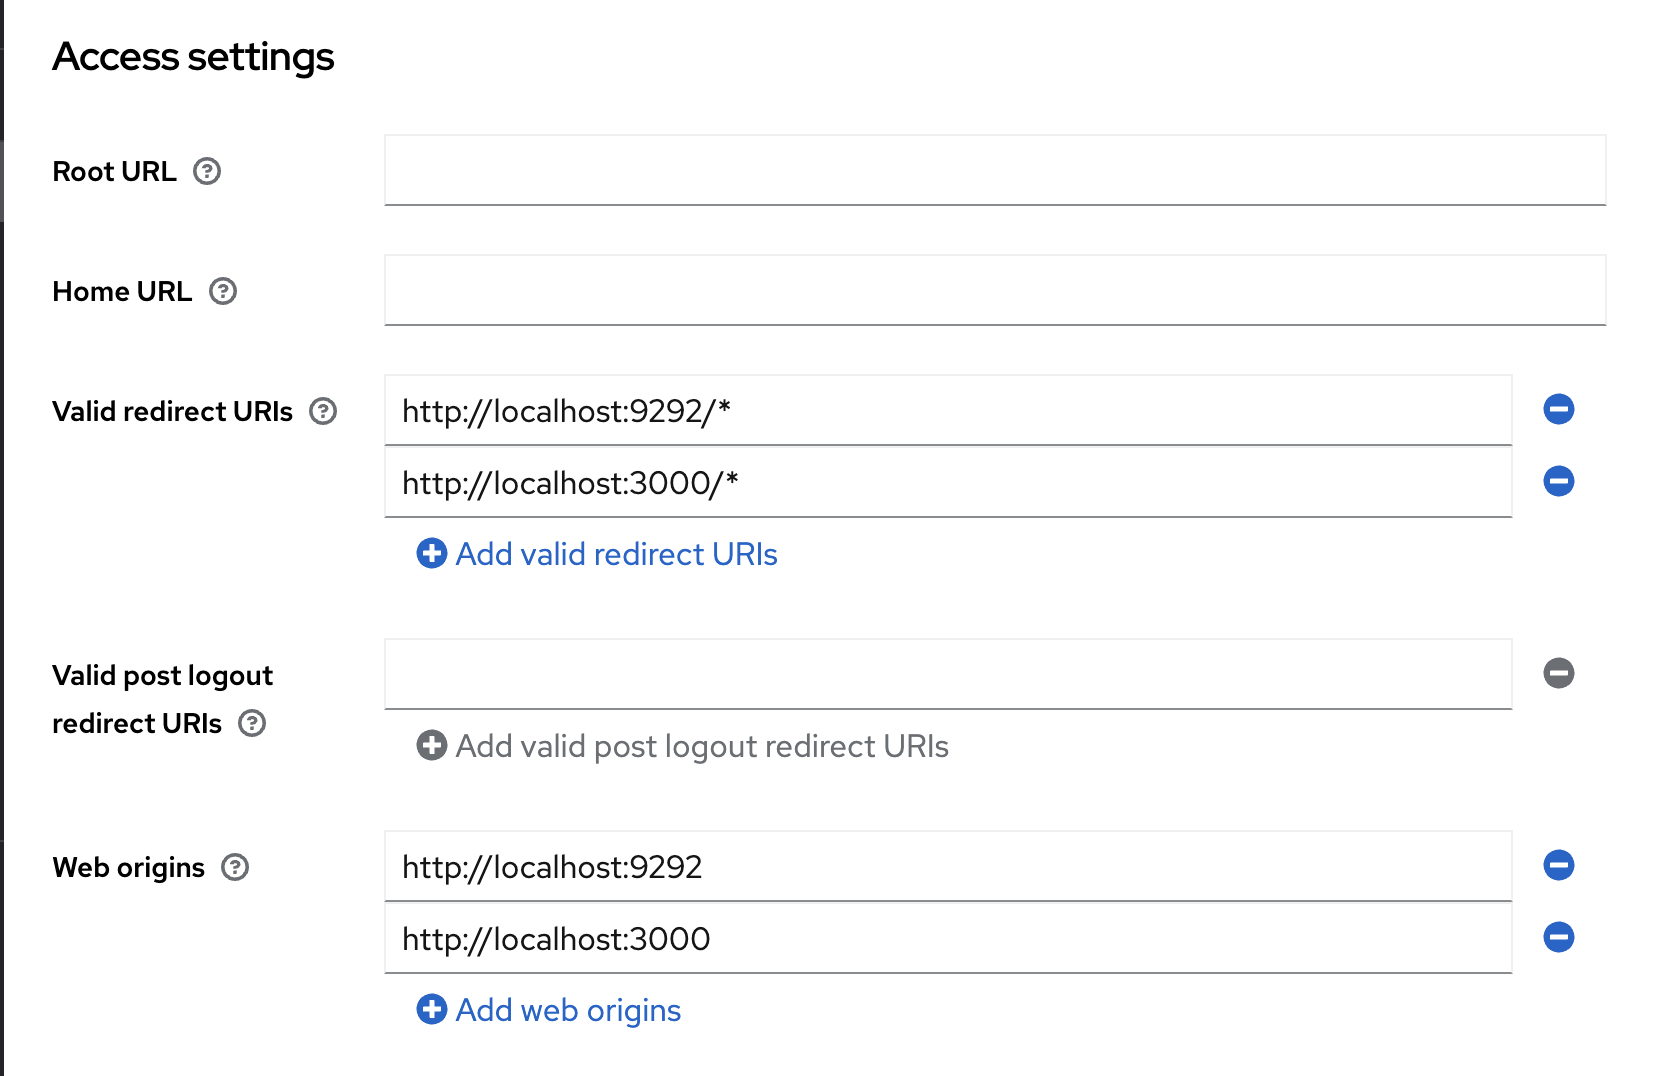 Access settings
Root URL
Home URL
Valid redirect URIs
http://localhost:9292/*
http://localhost:3000/*
Add valid redirect URIs
Valid post logout
redirect URIs
Add valid post logout redirect URIs
Web origins
http://localhost:9292
http://localhost:3000
Add web origins